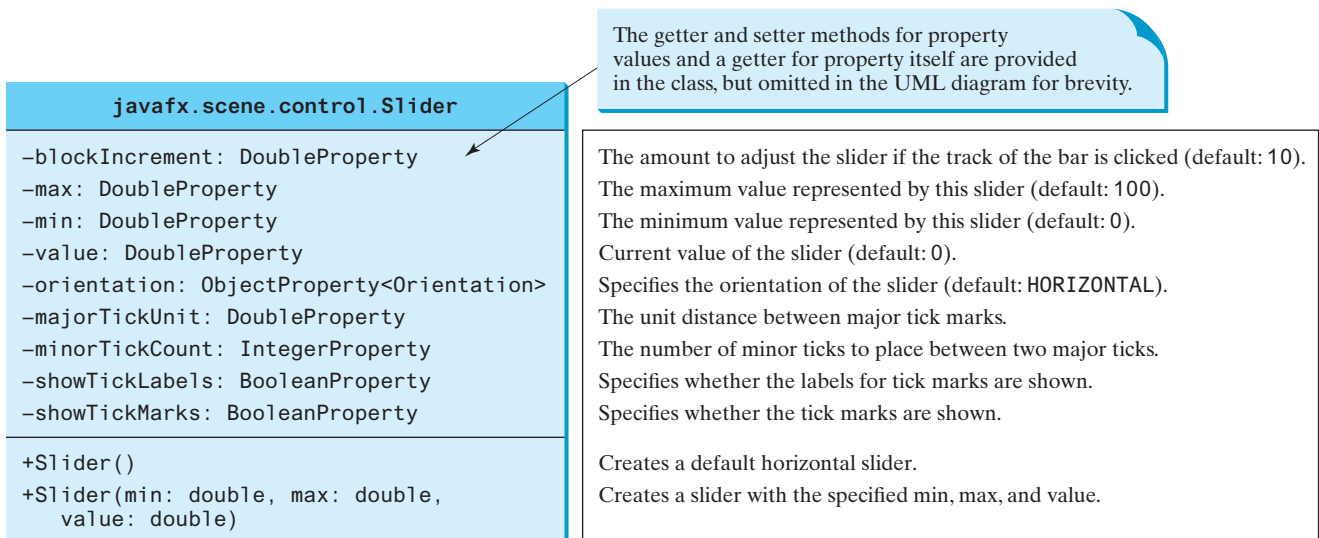 The getter and setter methods for property
values and a getter for property itself are provided
in the class, but omitted in the UML diagram for brevity.
javafx.scene.control.Slider
–blockIncrement: DoubleProperty
The amount to adjust the slider if the track of the bar is clicked (default: 10).
–max: DoubleProperty
The maximum value represented by this slider (default: 100).
–min: DoubleProperty
The minimum value represented by this slider (default: 0).
–value: DoubleProperty
Current value of the slider (default: 0).
–orientation: ObjectProperty<Orientation>
Specifies the orientation of the slider (default: HORIZONTAL).
–majorTickUnit: DoubleProperty
The unit distance between major tick marks.
–minorTickCount: IntegerProperty
The number of minor ticks to place between two major ticks.
–showTickLabels: BooleanProperty
Specifies whether the labels for tick marks are shown.
–showTickMarks: BooleanProperty
Specifies whether the tick marks are shown.
+Slider()
Creates a default horizontal slider.
+Slider(min: double, max: double,
value: double)
Creates a slider with the specified min, max, and value.